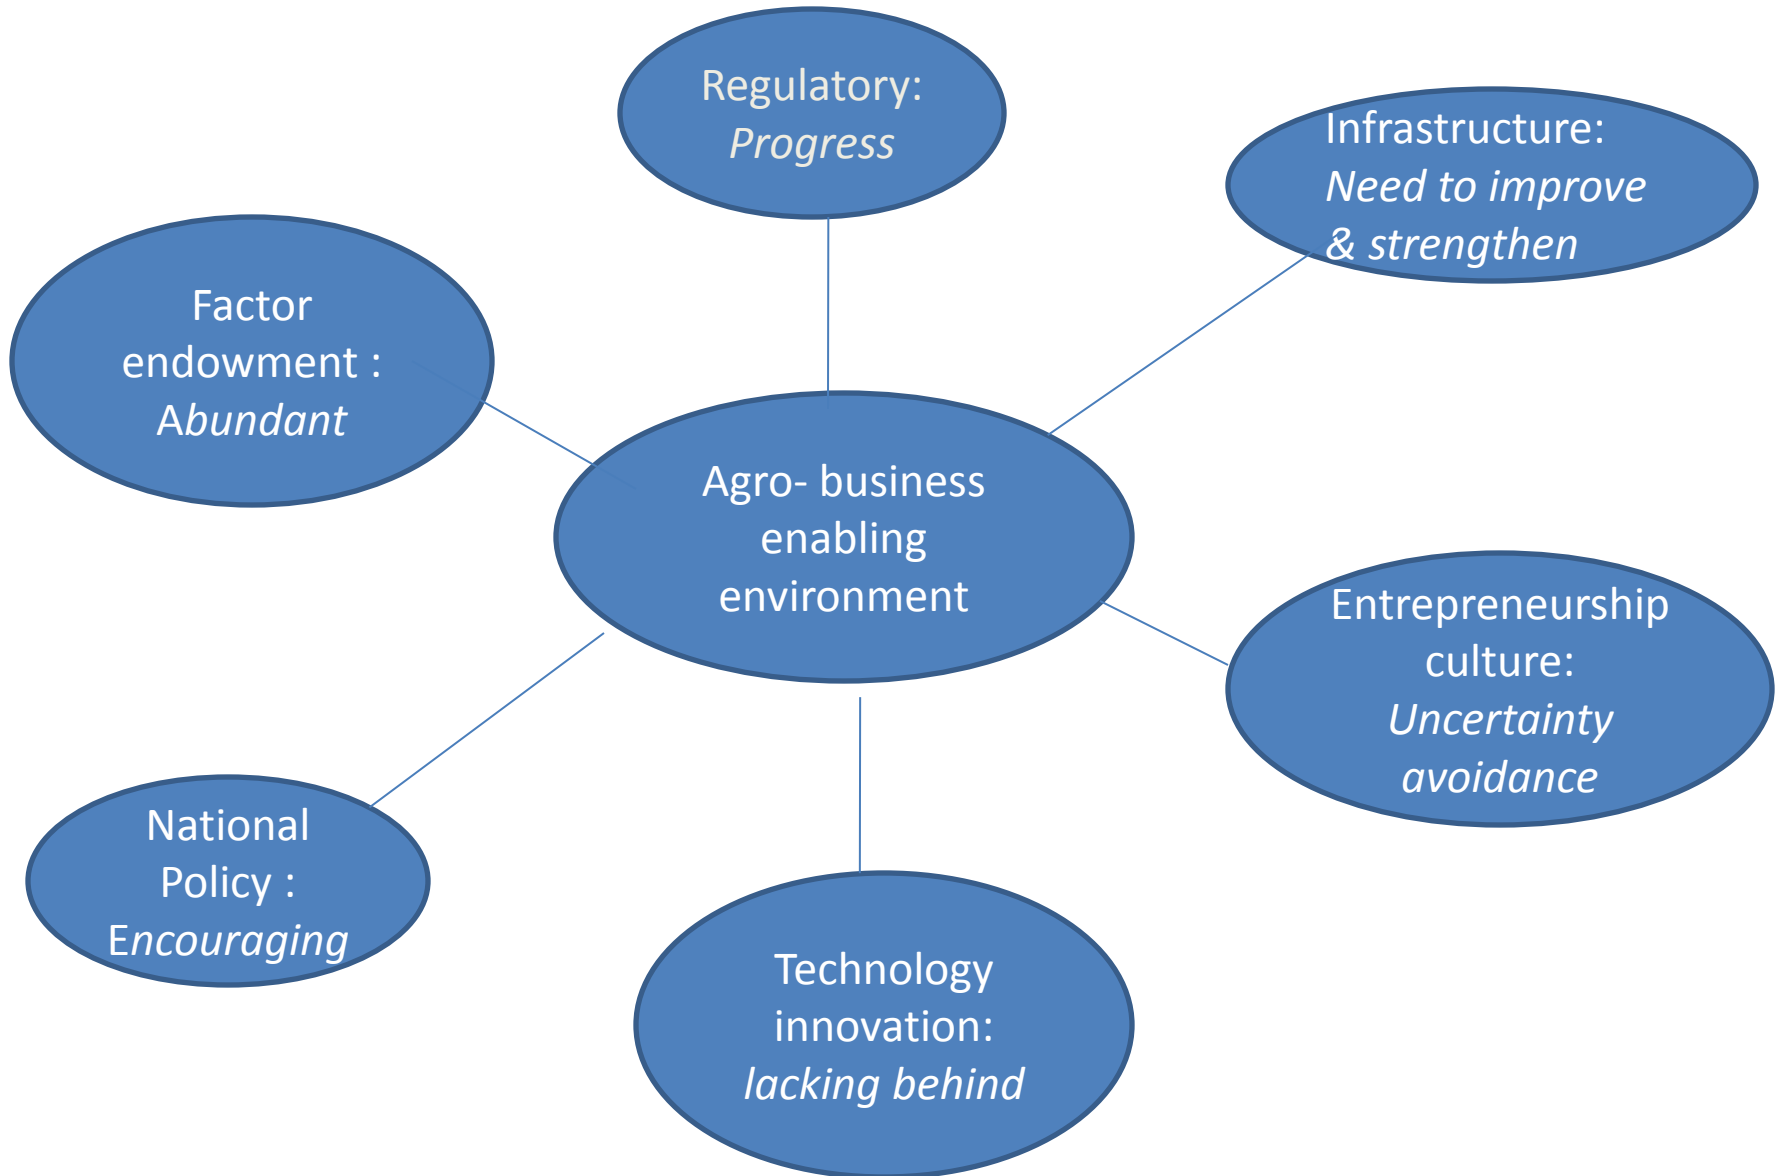 Regulatory:
Progress
Infrastructure:
Need to improve
& strengthen
Factor
endowment :
Abundant
Agro- business
enabling
environment
Entrepreneurship
culture:
Uncertainty
avoidance
National
Policy :
Encouraging
Technology
innovation:
lacking behind